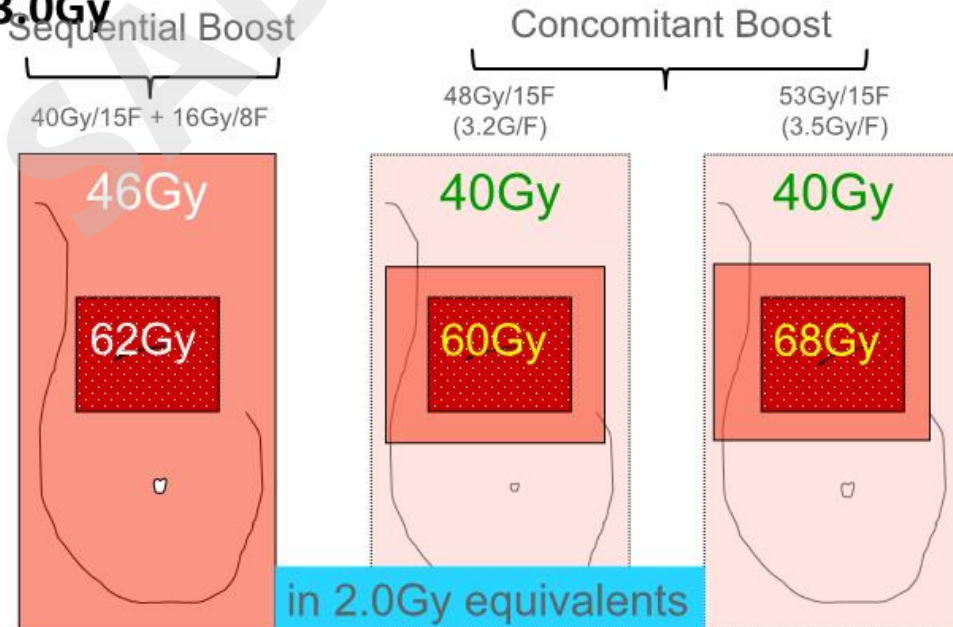 3.0Gy
Sequential Boost
Concomitant Boost
40Gy/15F + 16Gy/8F
48Gy/15F
(3.2G/F)
53Gy/15F
(3.5Gy/F)
46Gy
40Gy
40Gy
62Gy
60Gy
68Gy
in 2.0Gy equivalents